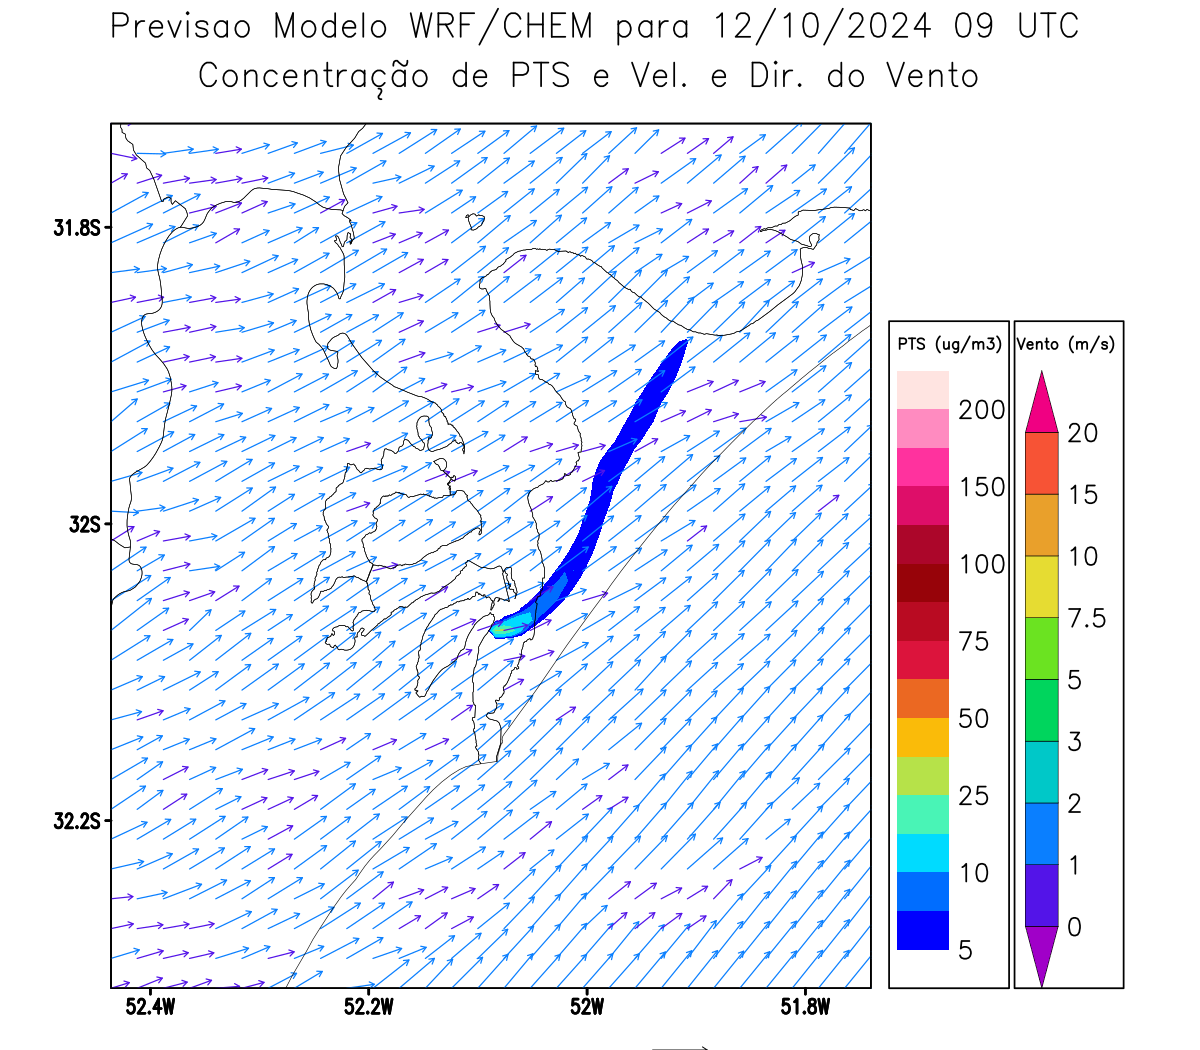 Previsao Modelo WRF/CHEM para 12/10/2024 09 UTC
Concentração de PTS e Vel. e Dir. do Vento
31.8S
32S
32.2S
52.4W
52.2W
52W
51.8W
PTS (ug/m3)
200
150
100
75
50
25
10
5
Vento (m/s)
20
15
10
7.5
5
3
2
1
0